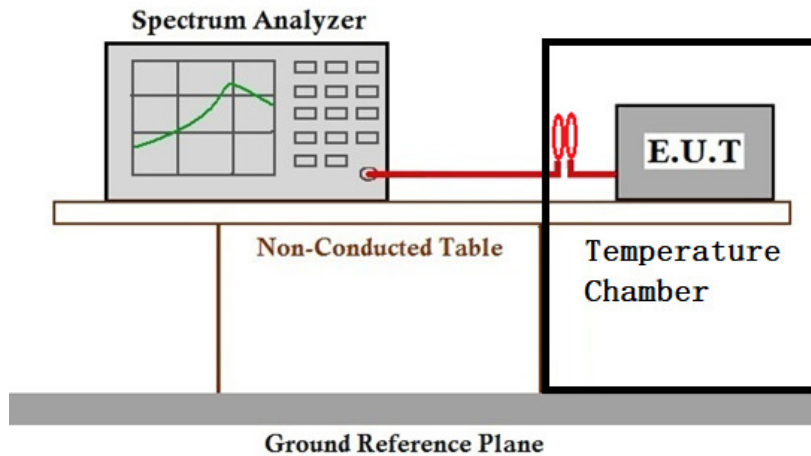 Spectrum Analyzer
E.U.T
Non-Conducted Table
Temperature
Chamber
Ground Reference Plane